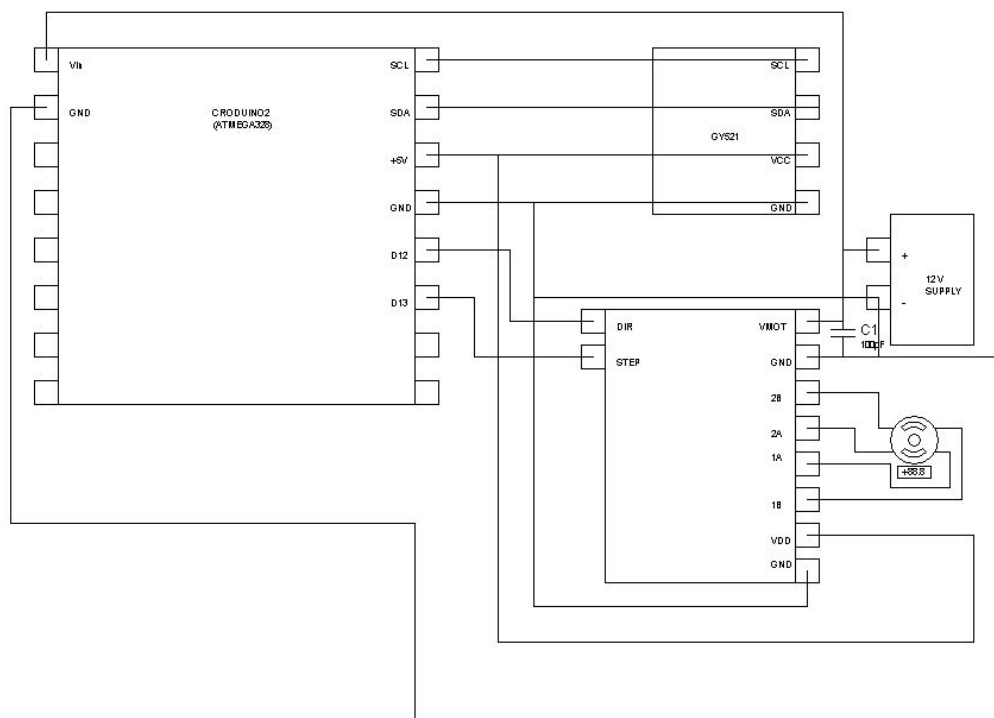 Vin
SCL
SCL
GND
CRODUINO2
(ATMEGA328)
SDA
SDA
GY521
+5V
VCC
GND
GND
D12
+
D13
12V
SUPPLY
-
DIR
VMOT
C1
STEP
GND
2B
2A
1A
+88.8
1B
VDD
GND